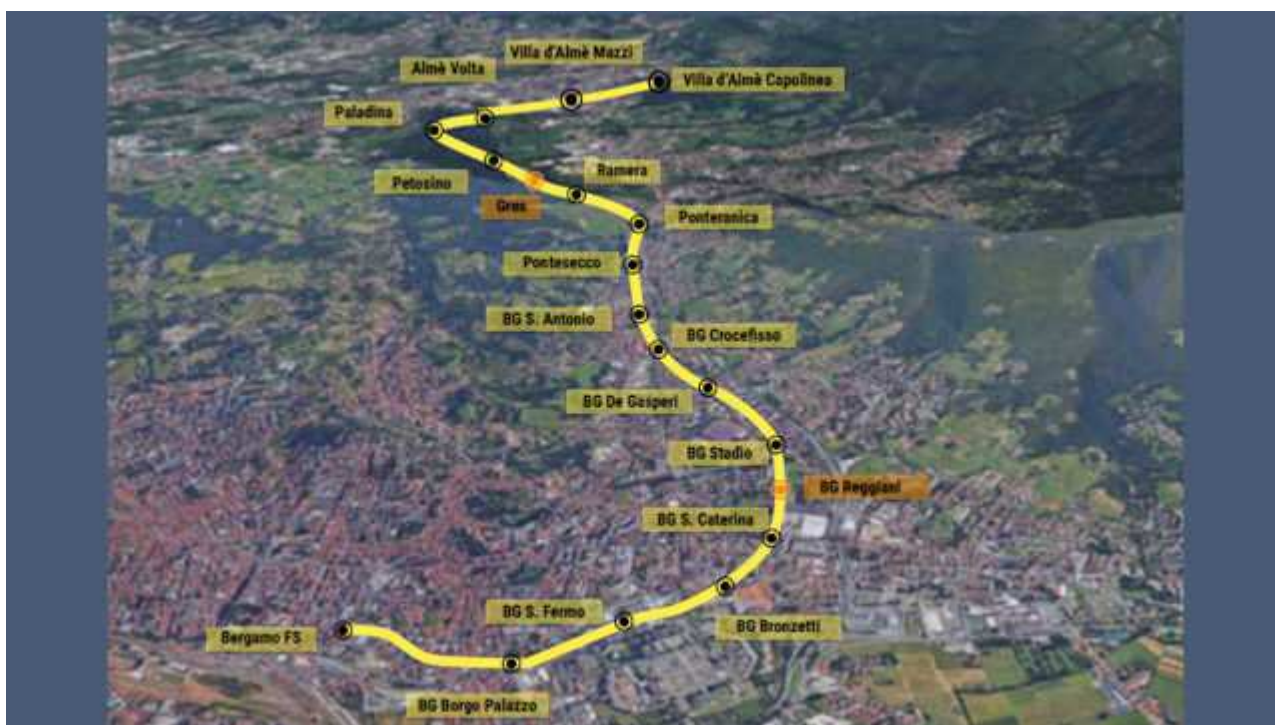 Villa d'Almè Mazzi
Almè Volta
Villa d'Almè Capolinea
Paladina
Petosino
Ramera
Gres
Ponteranica
Pontesecco
BG S. Antonio
BG Crocefisso
BG De Gasperi
BG Stadio
BG Reggiani
BG S. Caterina
BG S. Fermo
BG Bronzetti
Bergamo FS
BG Borgo Palazzo